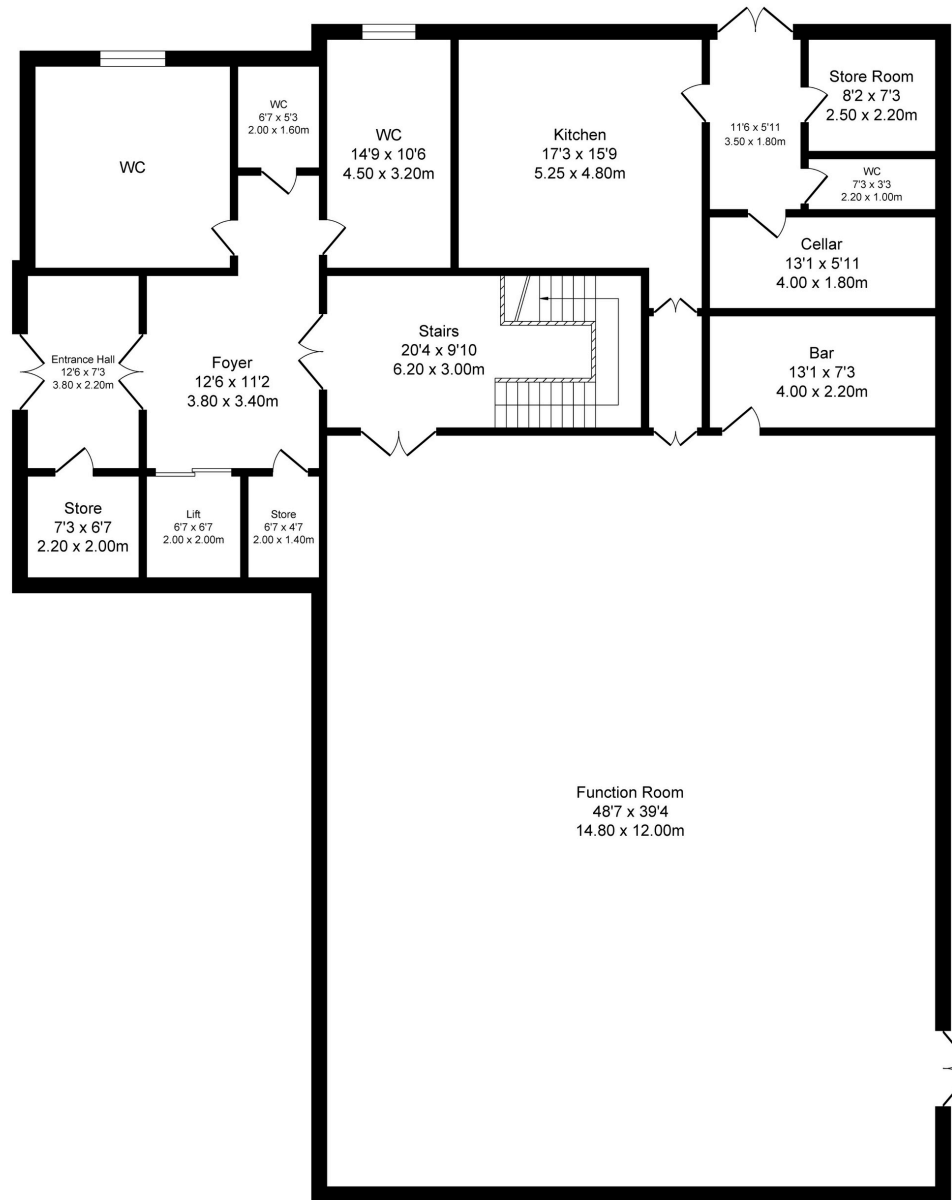 WC
WC
6'7 x 5'3
2.00 x 1.60m
WC
14'9 x 10'6
4.50 x 3.20m
Kitchen
17'3 x 15'9
5.25 x 4.80m
11'6 x 5'11
3.50 x 1.80m
Store Room
8'2 x 7'3
2.50 x 2.20m
WC
7'3 x 3'3
2.20 x 1.00m
Cellar
13'1 x 5'11
4.00 x 1.80m
Entrance Hall
12'6 x 7'3
3.80 x 2.20m
Foyer
12'6 x 11'2
3.80 x 3.40m
Stairs
20'4 x 9'10
6.20 x 3.00m
Bar
13'1 x 7'3
4.00 x 2.20m
Store
7'3 x 6'7
2.20 x 2.00m
Lift
6'7 x 6'7
2.00 x 2.00m
Store
6'7 x 4'7
2.00 x 1.40m
Function Room
48'7 x 39'4
14.80 x 12.00m